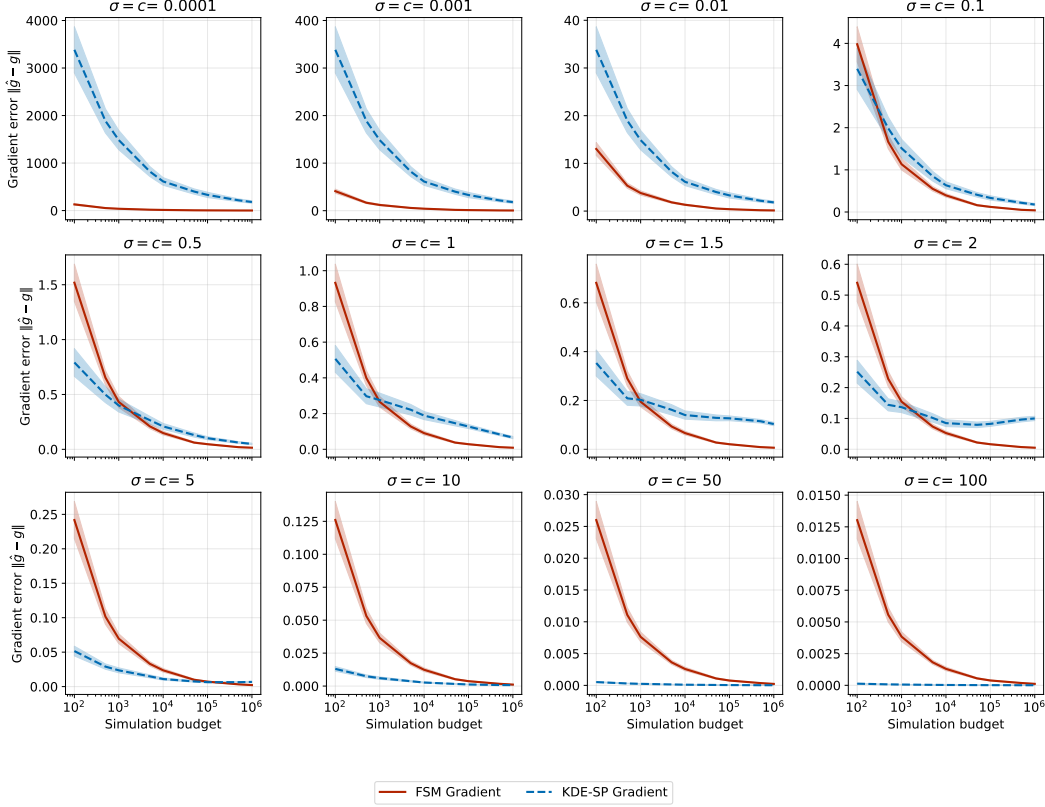 σ = c= 0.0001
σ = c= 0.001
σ = c= 0.01
σ = c= 0.1
Gradient error ‖ĝ − g‖
4000
3000
2000
1000
0
400
300
200
100
0
40
30
20
10
0
4
3
2
1
0
σ = c= 0.5
σ = c= 1
σ = c= 1.5
σ = c= 2
Gradient error ‖ĝ − g‖
1.5
1.0
0.5
0.0
1.0
0.8
0.6
0.4
0.2
0.0
0.6
0.4
0.2
0.0
0.6
0.5
0.4
0.3
0.2
0.1
0.0
σ = c= 5
σ = c= 10
σ = c= 50
σ = c= 100
Gradient error ‖ĝ − g‖
0.25
0.20
0.15
0.10
0.05
0.00
0.125
0.100
0.075
0.050
0.025
0.000
0.030
0.025
0.020
0.015
0.010
0.005
0.000
0.0150
0.0125
0.0100
0.0075
0.0050
0.0025
0.0000
10² 10³ 10⁴ 10⁵ 10⁶
10² 10³ 10⁴ 10⁵ 10⁶
10² 10³ 10⁴ 10⁵ 10⁶
10² 10³ 10⁴ 10⁵ 10⁶
Simulation budget
Simulation budget
Simulation budget
Simulation budget
FSM Gradient
KDE-SP Gradient